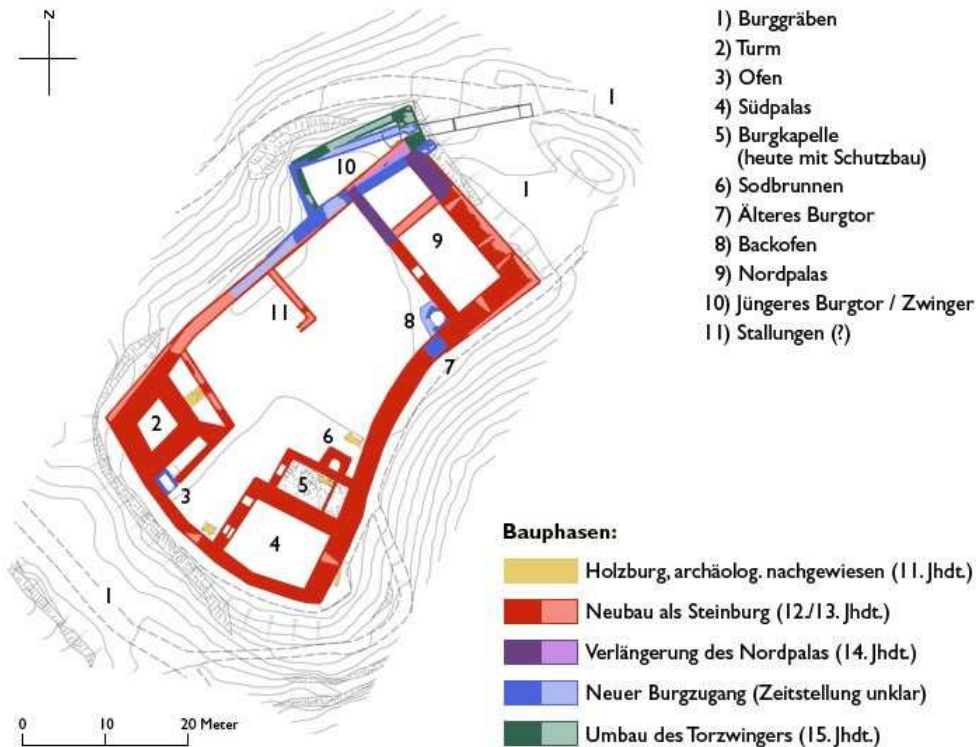 N
1) Burggräben
2) Turm
3) Ofen
4) Südpalas
5) Burgkapelle
(heute mit Schutzbau)
6) Sodbrunnen
7) Älteres Burgtor
8) Backofen
9) Nordpalas
10) Jüngeres Burgtor / Zwinger
11) Stallungen (?)
1
10
1
9
11
8
7
2
6
5
3
4
1
Bauphasen:
Holzburg, archäolog. nachgewiesen (11. Jhdt.)
Neubau als Steinburg (12./13. Jhdt.)
Verlängerung des Nordpalas (14. Jhdt.)
Neuer Burgzugang (Zeitstellung unklar)
Umbau des Torzwingers (15. Jhdt.)
0 10 20 Meter